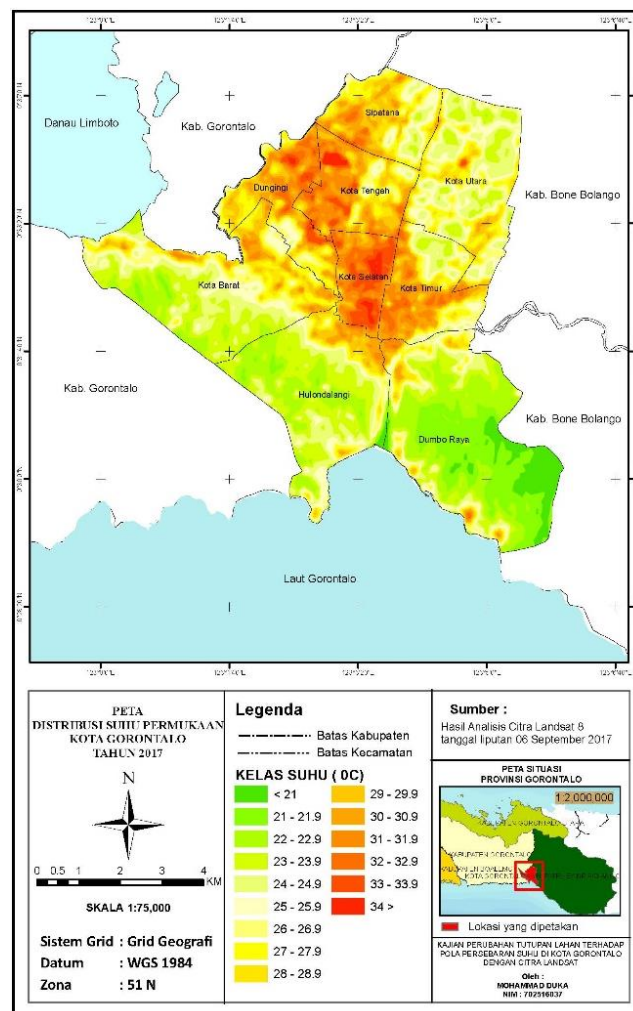 Danau Limboto
Kab. Gorontalo
Sipatana
Dungingi
Kota Tengah
Kota Utara
Kab. Bone Bolango
Kota Barat
Kota Selatan
Kota Timur
Kab. Gorontalo
Hulondalangi
Dumbo Raya
Kab. Bone Bolango
Laut Gorontalo
PETA
DISTRIBUSI SUHU PERMUKAAN
KOTA GORONTALO
TAHUN 2017
N
0 0.5 1 2 3 4
KM
SKALA 1:75,000
Sistem Grid : Grid Geografi
Datum : WGS 1984
Zona : 51 N
Legenda
Batas Kabupaten
Batas Kecamatan
KELAS SUHU ( 0C)
< 21
21 - 21.9
22 - 22.9
23 - 23.9
24 - 24.9
25 - 25.9
26 - 26.9
27 - 27.9
28 - 28.9
29 - 29.9
30 - 30.9
31 - 31.9
32 - 32.9
33 - 33.9
34 >
Sumber :
Hasil Analisis Citra Landsat 8
tanggal liputan 06 September 2017
PETA SITUASI
PROVINSI GORONTALO
1:2.000.000
Lokasi yang dipetakan
KAJIAN PERUBAHAN TUTUPAN LAHAN TERHADAP
POLA PERSEBARAN SUHU DI KOTA GORONTALO
DENGAN CITRA LANDSAT
Oleh :
MOHAMMAD DUKA
NIM : 702516037